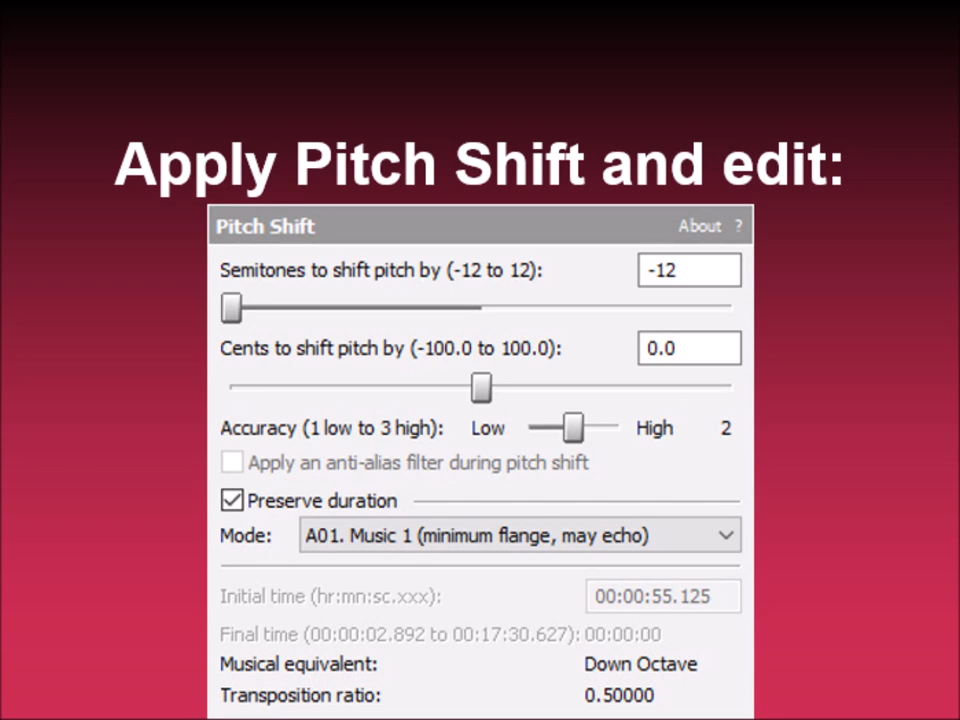 Apply Pitch Shift and edit:
Pitch Shift About ?
Semitones to shift pitch by (-12 to 12): -12
Cents to shift pitch by (-100.0 to 100.0): 0.0
Accuracy (1 low to 3 high): Low High 2
Apply an anti-alias filter during pitch shift
Preserve duration
Mode: A01. Music 1 (minimum flange, may echo)
Initial time (hr:mn:sc.xxx): 00:00:55.125
Final time (00:00:02.892 to 00:17:30.627): 00:00:00
Musical equivalent: Down Octave
Transposition ratio: 0.50000